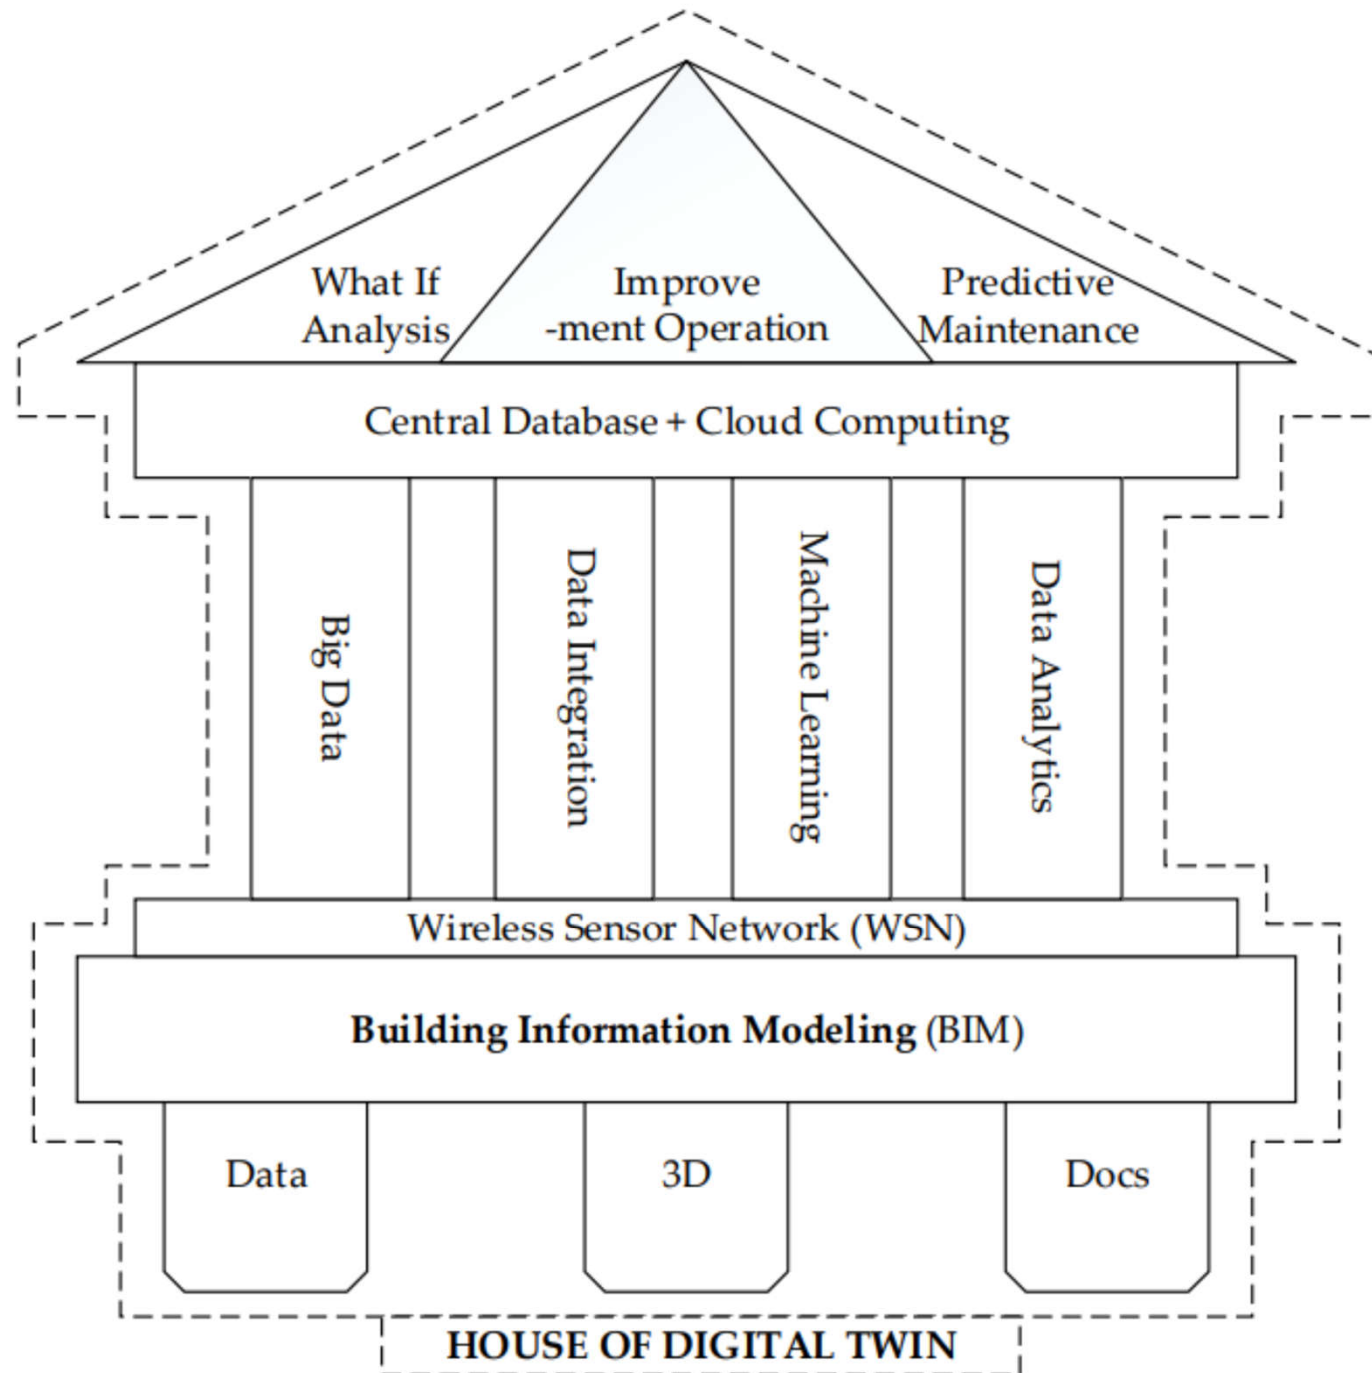 What If
Analysis
Improve
-ment Operation
Predictive
Maintenance
Central Database + Cloud Computing
Big Data
Data Integration
Machine Learning
Data Analytics
Wireless Sensor Network (WSN)
Building Information Modeling (BIM)
Data
3D
Docs
HOUSE OF DIGITAL TWIN